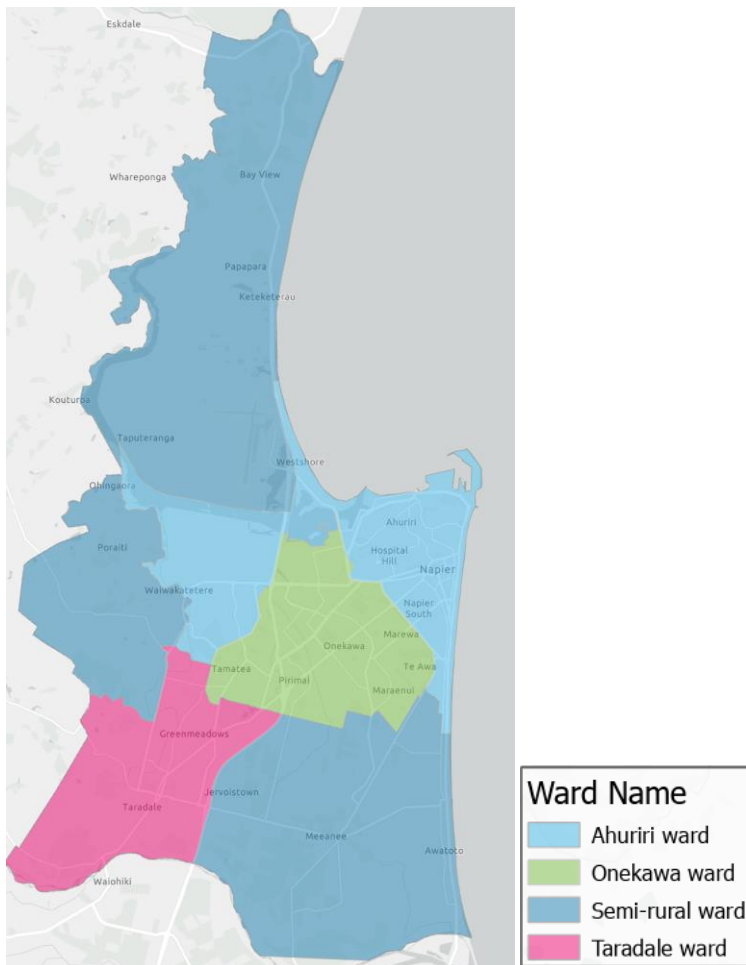 Eskdale
Whareponga
Bay View
Papapara
Keteketerau
Kouturoa
Taputeranga
Westshore
Ohingaora
Ahuriri
Poraiti
Hospital
Hill
Napier
Waiwakatetere
Napier
South
Marewa
Onekawa
Te Awa
Tamatea
Pirimai
Maraenui
Greenmeadows
Jervoistown
Taradale
Meeanee
Awatoto
Waiohiki
Ward Name
Ahuriri ward
Onekawa ward
Semi-rural ward
Taradale ward